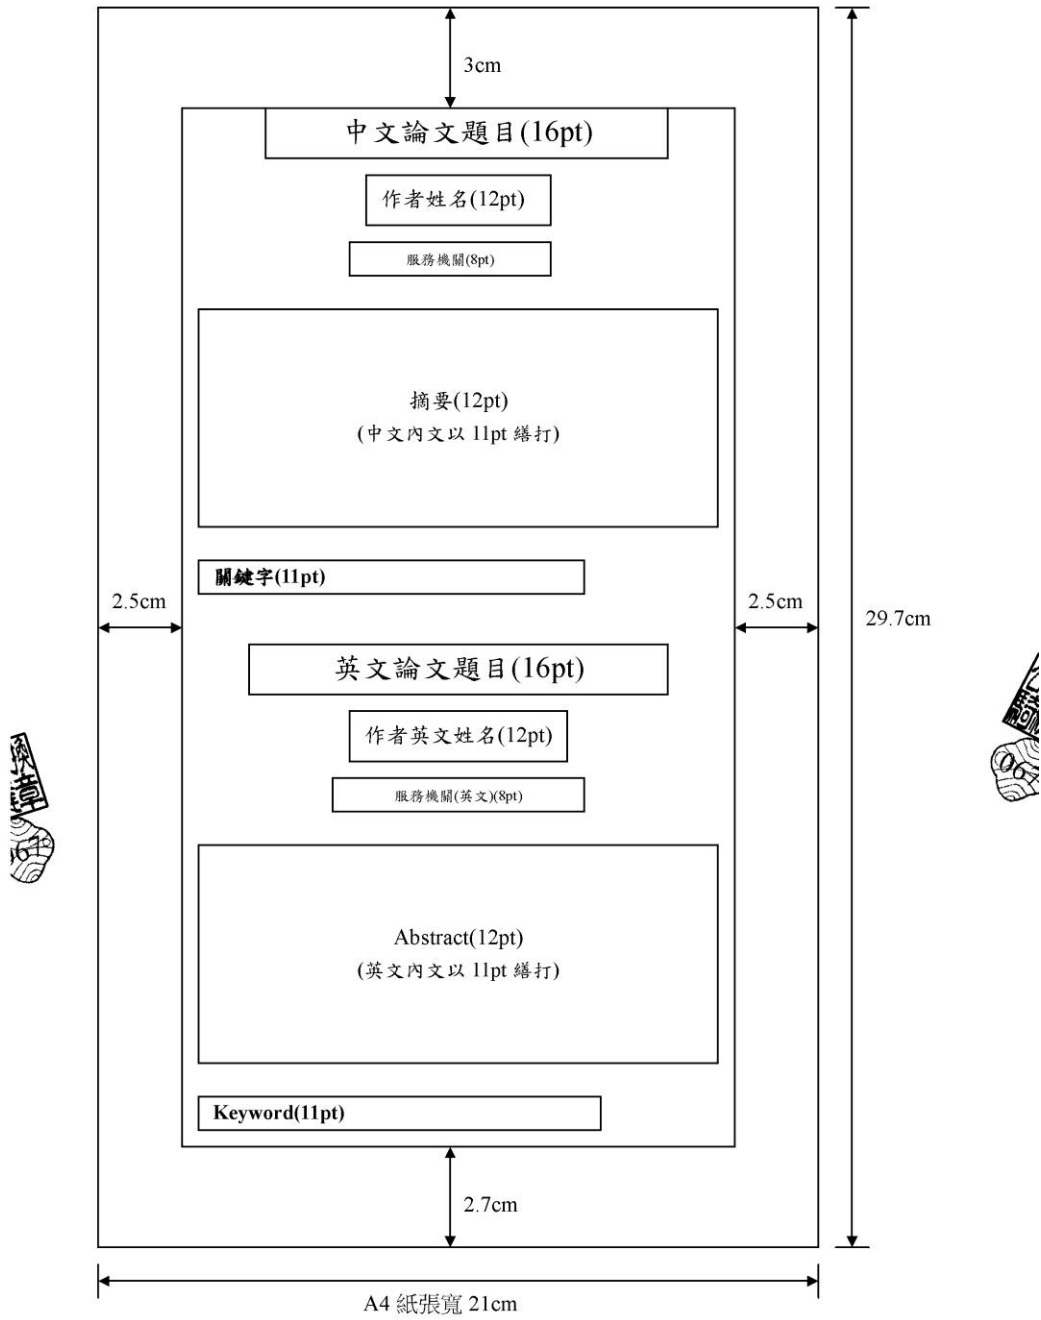 3cm
中文論文題目(16pt)
作者姓名(12pt)
服務機關(8pt)
摘要(12pt)
(中文內文以 11pt 繕打)
關鍵字(11pt)
2.5cm
2.5cm
29.7cm
英文論文題目(16pt)
作者英文姓名(12pt)
服務機關(英文)(8pt)
Abstract(12pt)
(英文內文以 11pt 繕打)
Keyword(11pt)
2.7cm
A4 紙張寬 21cm